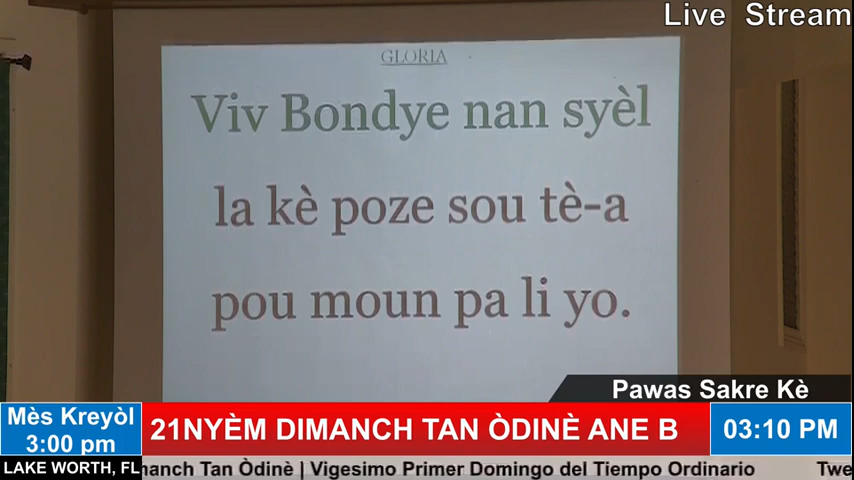 Live Stream
GLORIA
Viv Bondye nan syèl
la kè poze sou tè-a
pou moun pa li yo.
Pawas Sakre Kè
Mès Kreyòl
3:00 pm
21NYÈM DIMANCH TAN ÒDINÈ ANE B
03:10 PM
LAKE WORTH, FL
Tan Òdinè | Vigesimo Primer Domingo del Tiempo Ordinario